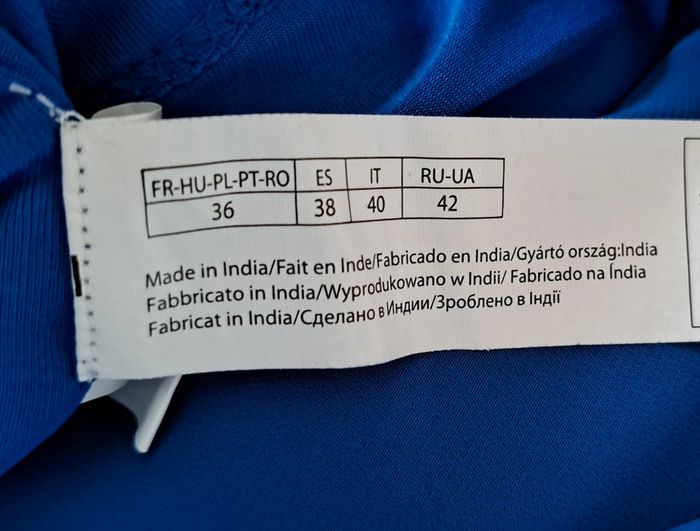 FR-HU-PL-PT-RO ES IT RU-UA
36 38 40 42
Made in India/Fait en Inde/Fabricado en India/Gyártó ország:India
Fabbricato in India/Wyprodukowano w Indii/ Fabricado na Índia
Fabricat in India/Сделано в Индии/Зроблено в Індії